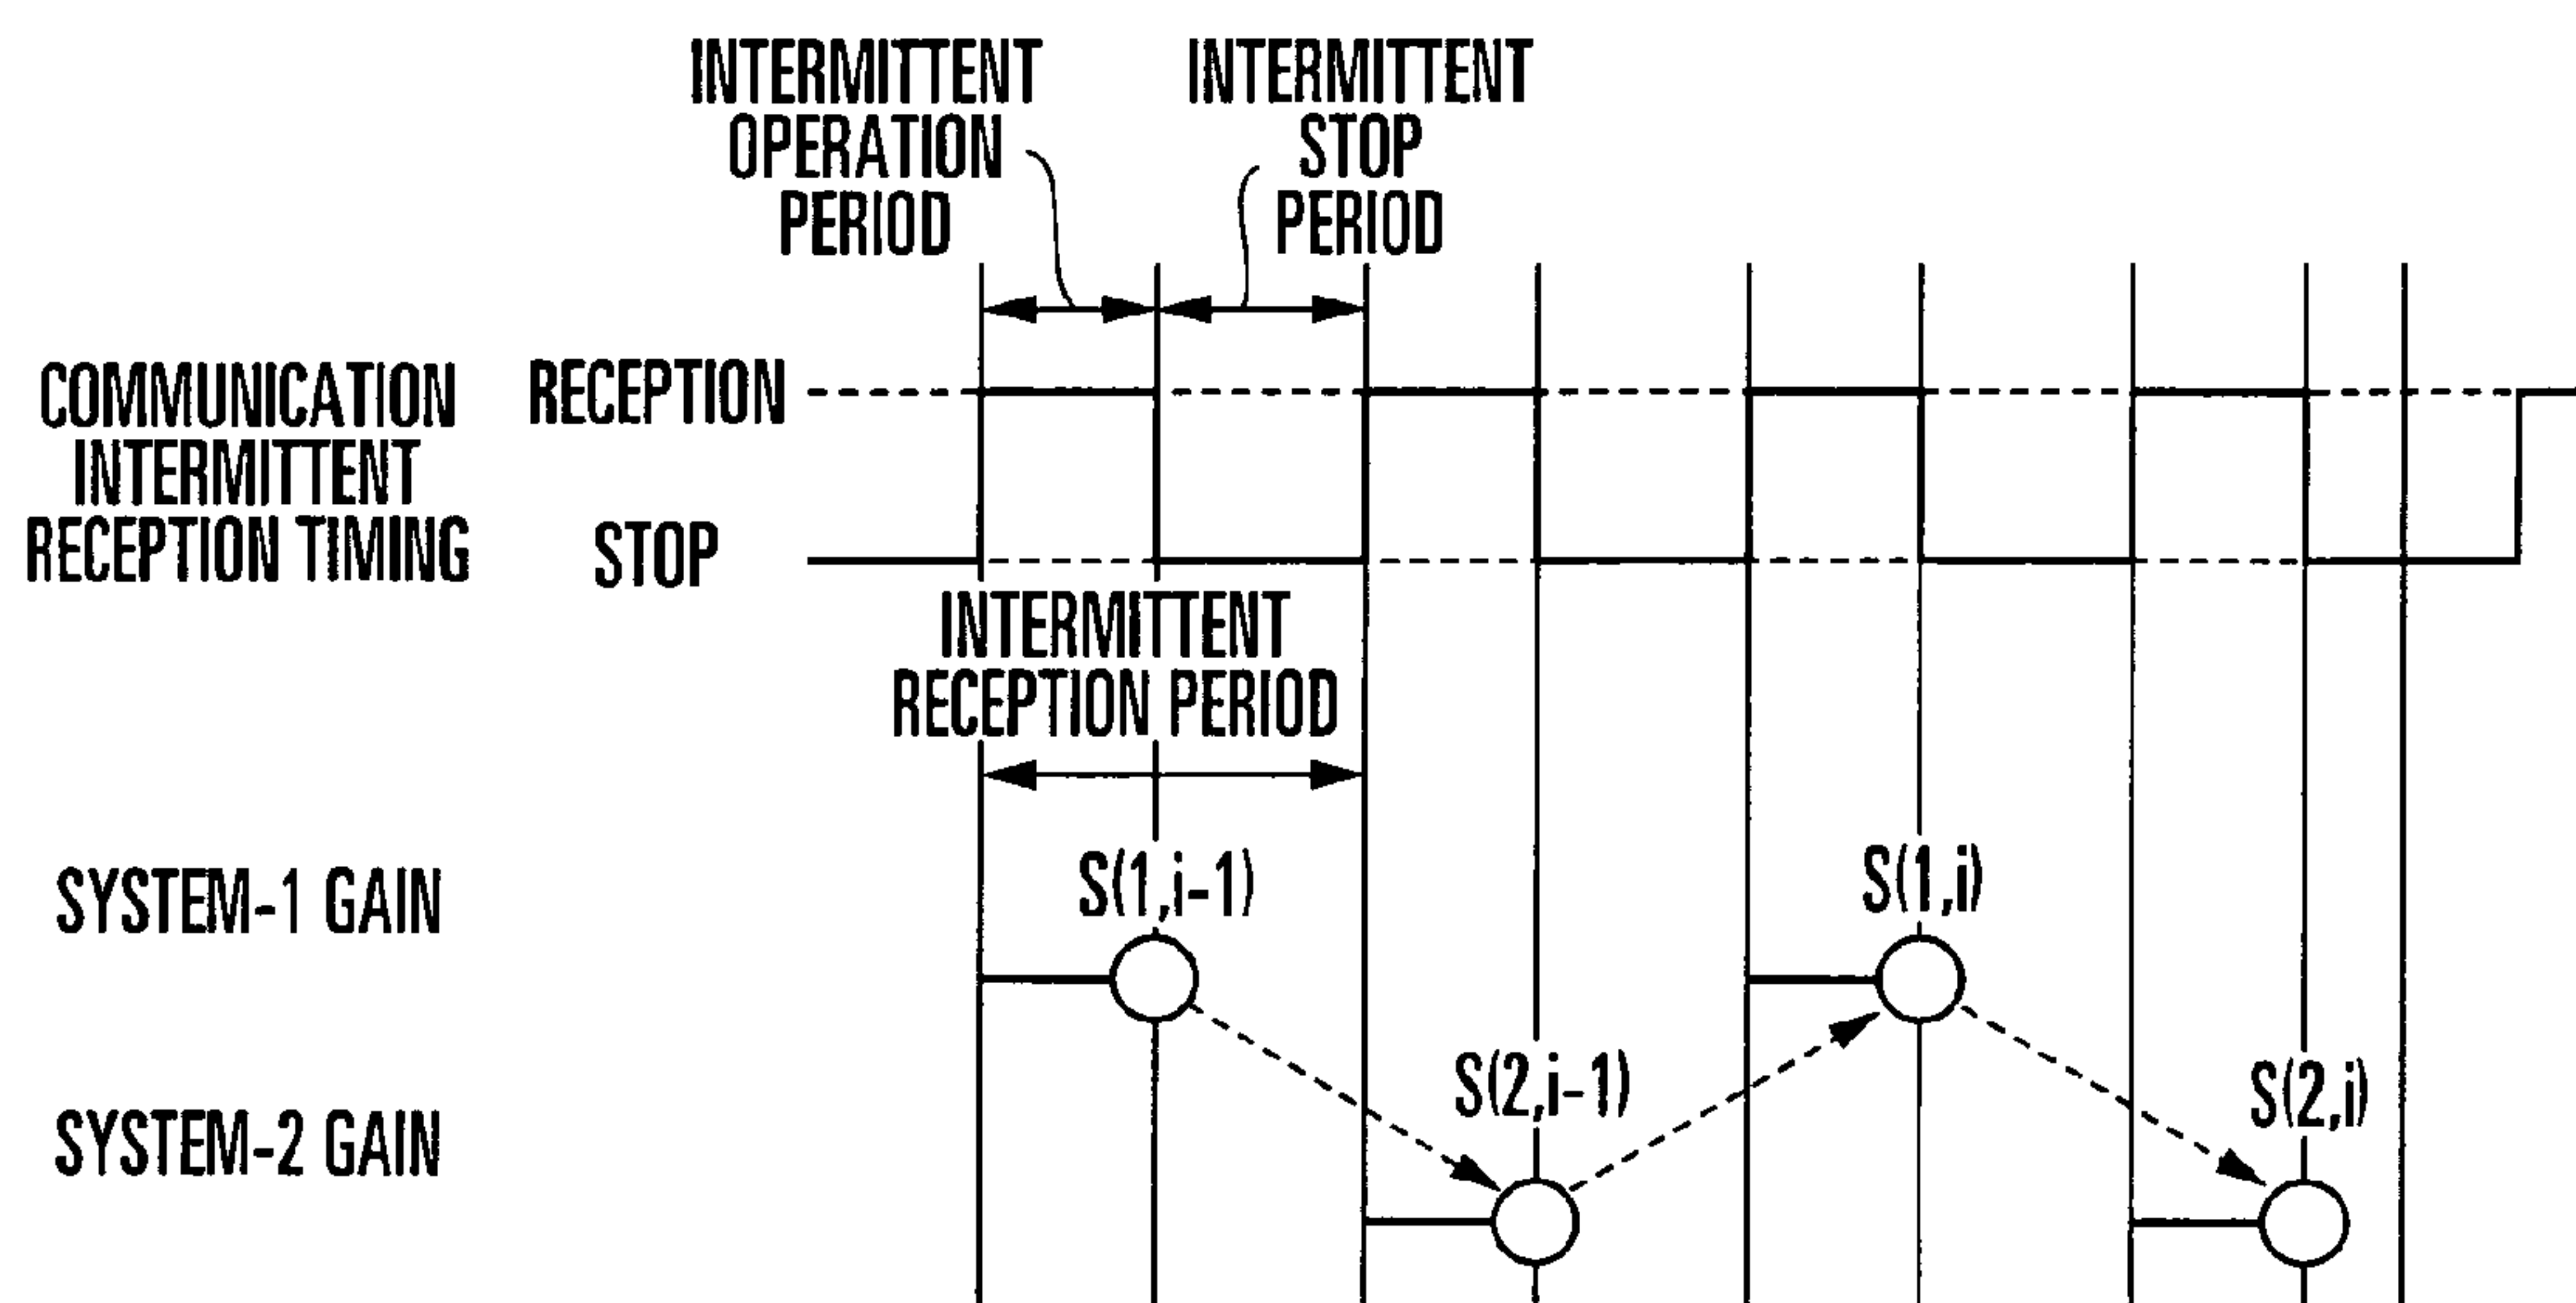 INTERMITTENT
OPERATION
PERIOD
INTERMITTENT
STOP
PERIOD
COMMUNICATION
INTERMITTENT
RECEPTION TIMING
RECEPTION
STOP
INTERMITTENT
RECEPTION PERIOD
SYSTEM-1 GAIN
S(1,i-1)
S(1,i)
SYSTEM-2 GAIN
S(2,i-1)
S(2,i)